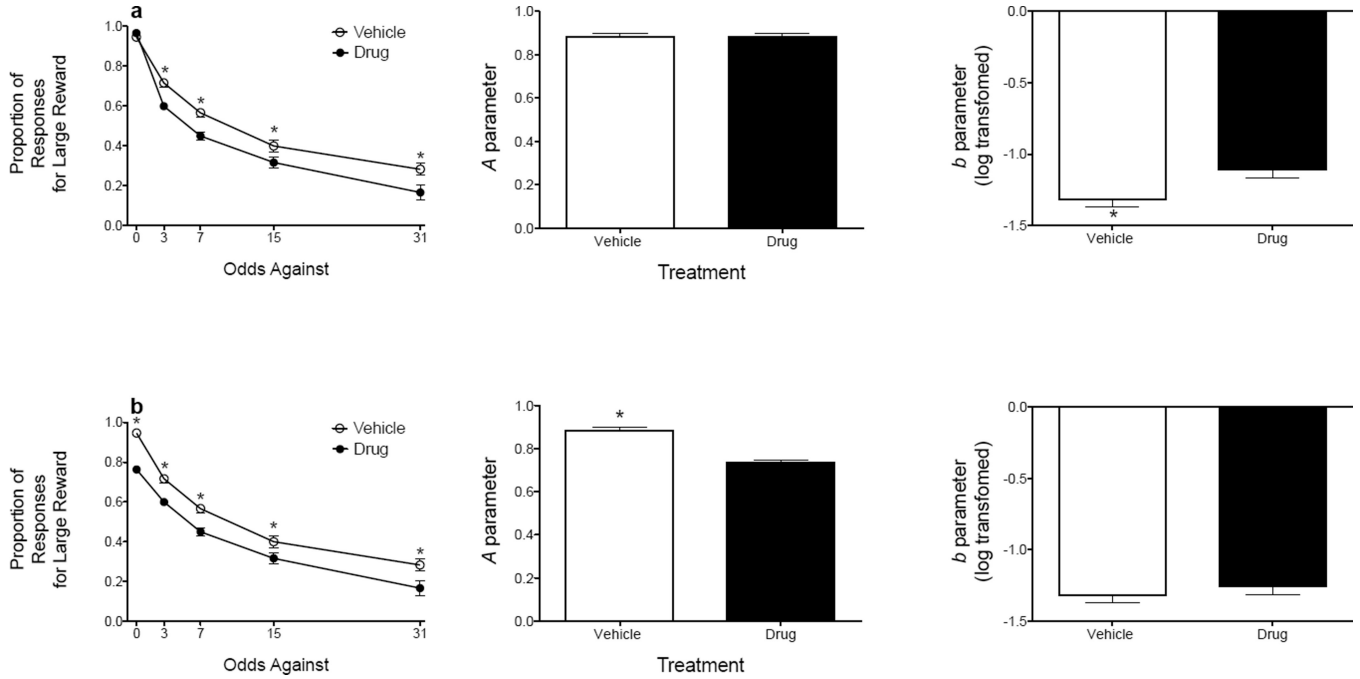 a
1.0
0.8
0.6
0.4
0.2
0.0
0 3 7 15 31
Proportion of
Responses
for Large Reward
Odds Against
Vehicle
Drug
*
*
*
*
1.0
0.8
0.6
0.4
0.2
0.0
A parameter
Vehicle Drug
Treatment
0.0
-0.5
-1.0
-1.5
b parameter
(log transfomed)
*
Vehicle Drug
b
1.0
0.8
0.6
0.4
0.2
0.0
0 3 7 15 31
Proportion of
Responses
for Large Reward
Odds Against
Vehicle
Drug
*
*
*
*
*
1.0
0.8
0.6
0.4
0.2
0.0
A parameter
*
Vehicle Drug
Treatment
0.0
-0.5
-1.0
-1.5
b parameter
(log transfomed)
Vehicle Drug